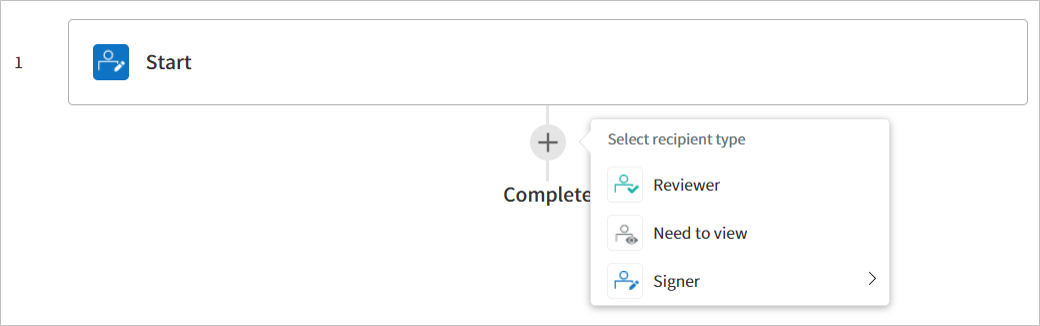 1
Start
Select recipient type
Reviewer
Complete
Need to view
Signer